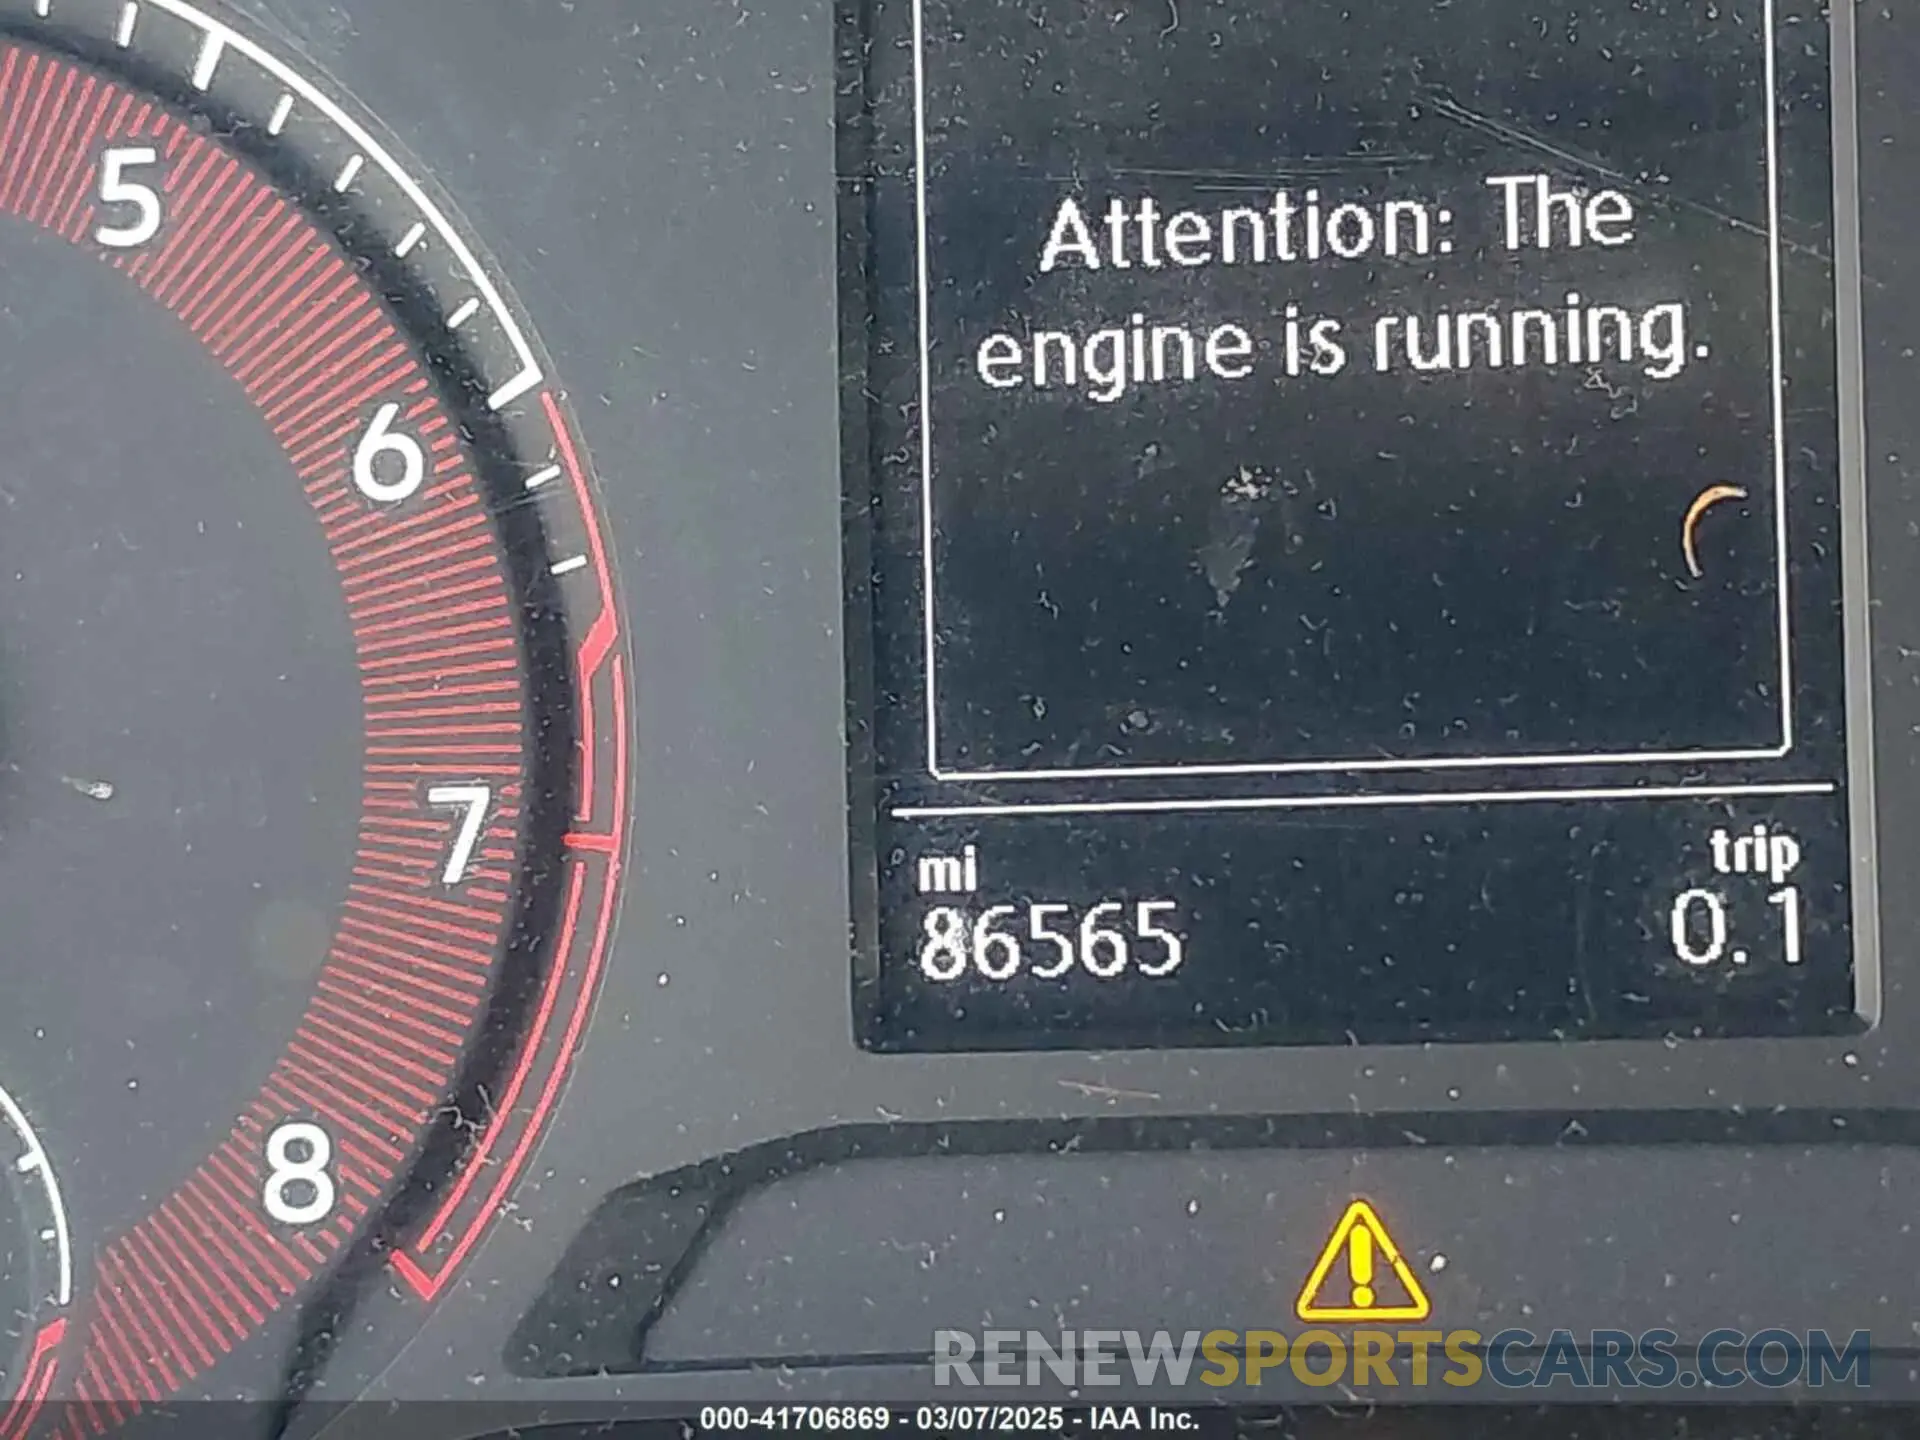 5
6
7
8
Attention: The
engine is running.
mi
trip
86565
0.1
RENEWSPORTSCARS.COM
000-41706869 - 03/07/2025 - IAA Inc.